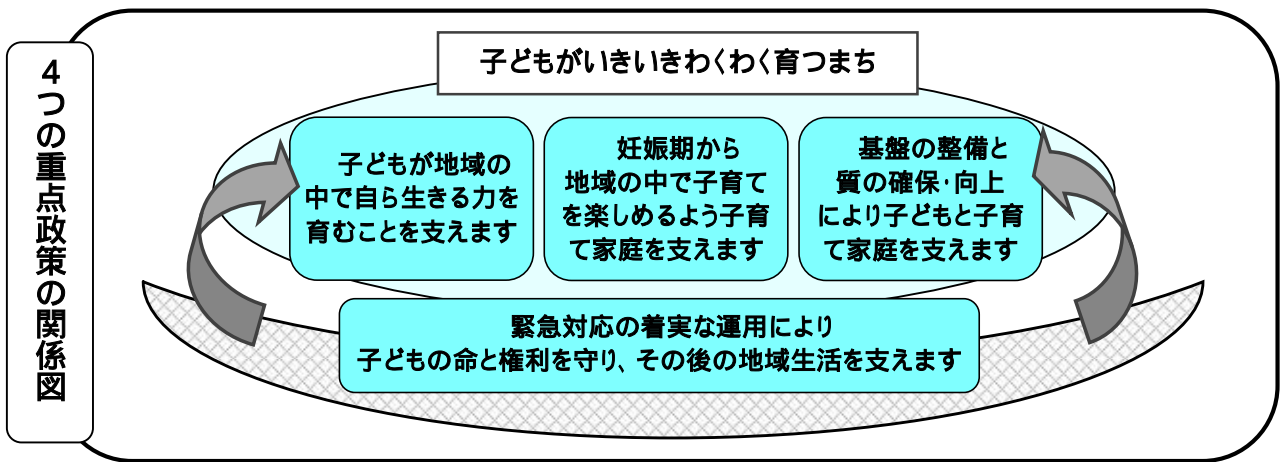 4つの重点政策の関係図
子どもがいきいきわくわく育つまち
子どもが地域の
中で自ら生きる力を
育むことを支えます
妊娠期から
地域の中で子育て
を楽しめるよう子育
て家庭を支えます
基盤の整備と
質の確保・向上
により子どもと子育
て家庭を支えます
緊急対応の着実な運用により
子どもの命と権利を守り、その後の地域生活を支えます